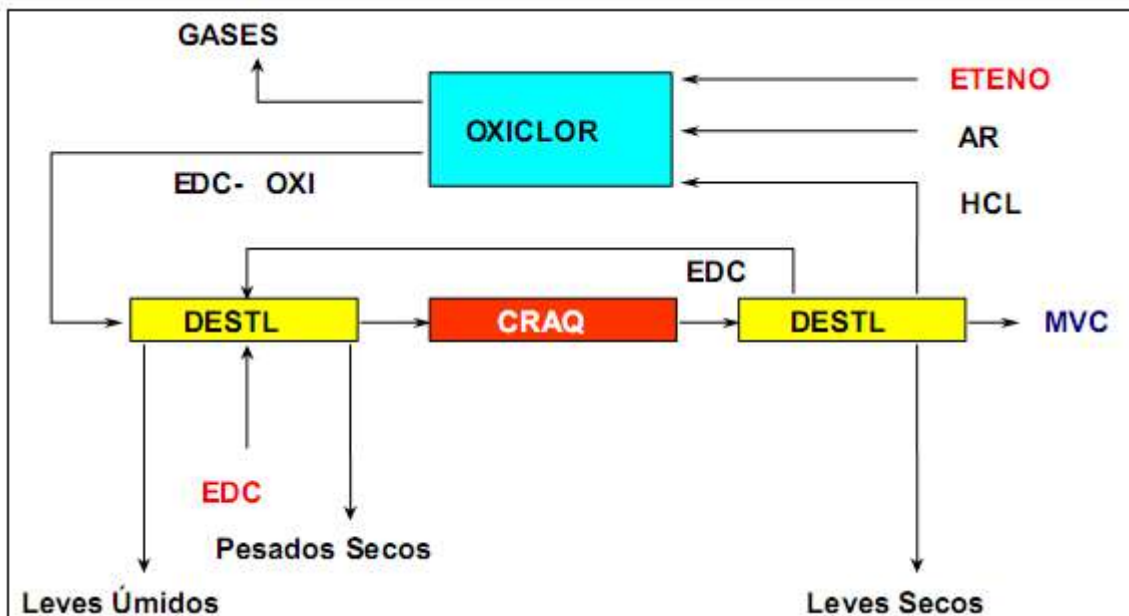 GASES
ETENO
OXICLOR
AR
EDC- OXI
HCL
EDC
DESTL
CRAQ
DESTL
MVC
EDC
Pesados Secos
Leves Úmidos
Leves Secos